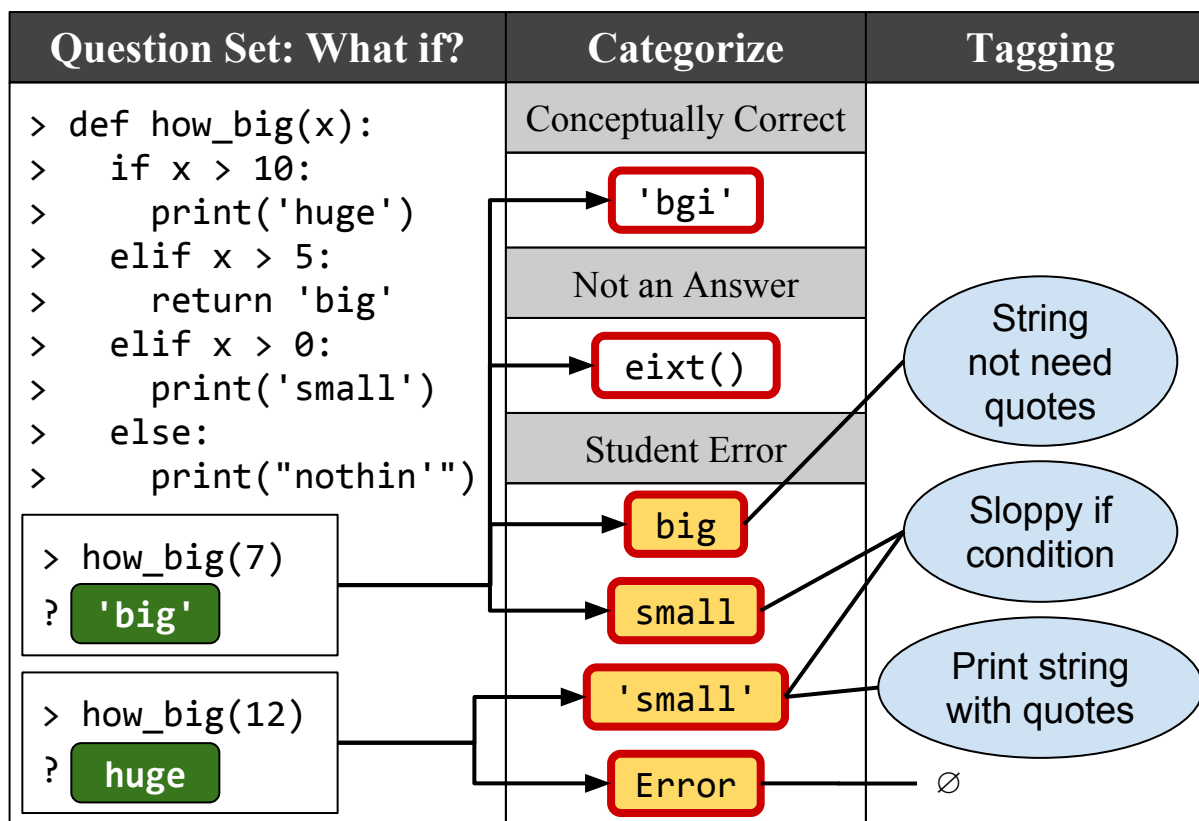 Question Set: What if?
> def how_big(x):
>   if x > 10:
>     print('huge')
>   elif x > 5:
>     return 'big'
>   elif x > 0:
>     print('small')
>   else:
>     print("nothin'")
> how_big(7)
? 'big'
> how_big(12)
? huge
Categorize
Conceptually Correct
'bgi'
Not an Answer
eixt()
Student Error
big
small
'small'
Error
Tagging
String
not need
quotes
Sloppy if
condition
Print string
with quotes
∅